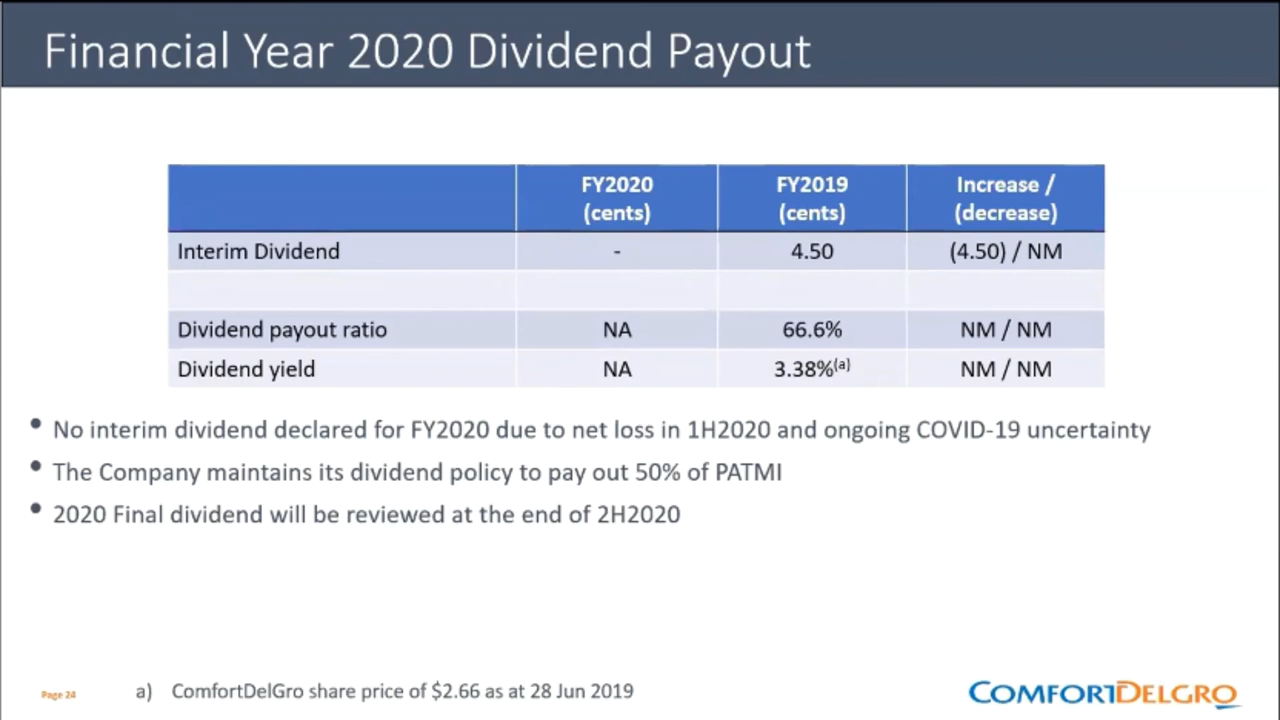 Financial Year 2020 Dividend Payout
FY2020 (cents) FY2019 (cents) Increase / (decrease)
Interim Dividend - 4.50 (4.50) / NM
Dividend payout ratio NA 66.6% NM / NM
Dividend yield NA 3.38%(a) NM / NM
• No interim dividend declared for FY2020 due to net loss in 1H2020 and ongoing COVID-19 uncertainty
• The Company maintains its dividend policy to pay out 50% of PATMI
• 2020 Final dividend will be reviewed at the end of 2H2020
Page 24 a) ComfortDelGro share price of $2.66 as at 28 Jun 2019
COMFORTDELGRO